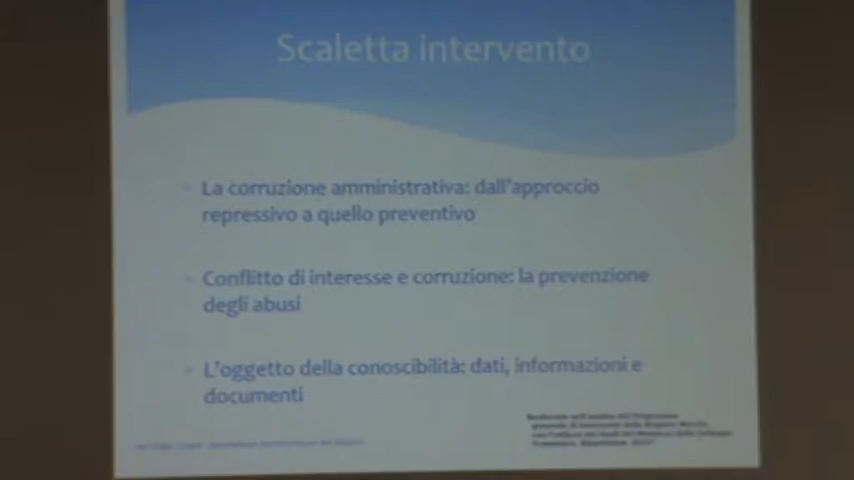 Scaletta intervento
La corruzione amministrativa: dall'approccio
repressivo a quello preventivo
Conflitto di interesse e corruzione: la prevenzione
degli abusi
L'oggetto della conoscibilità: dati, informazioni e
documenti